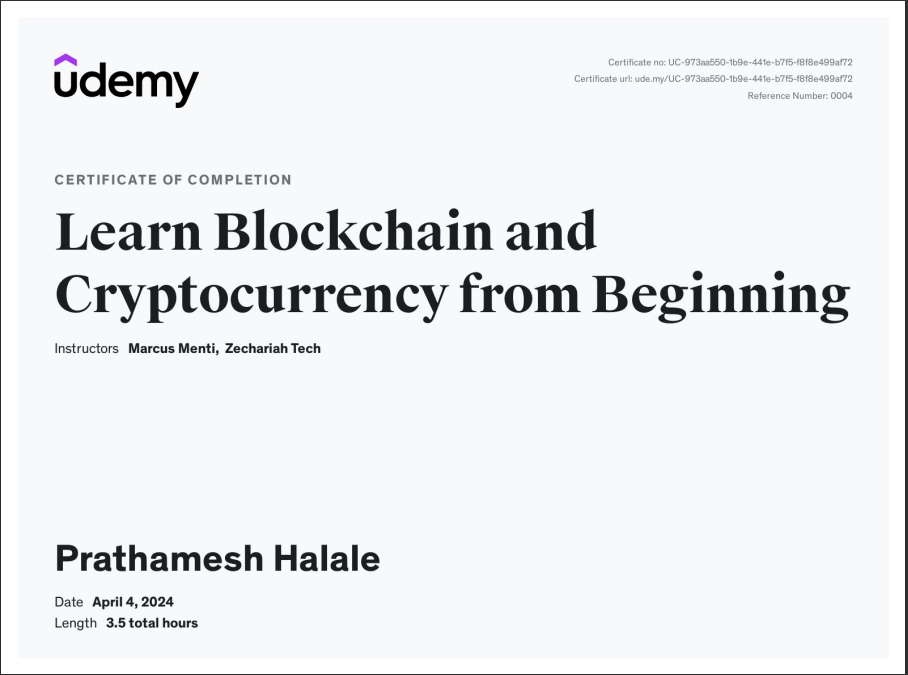 udemy
Certificate no: UC-973aa550-1b9e-441e-b7f5-f8f8e499af72
Certificate url: ude.my/UC-973aa550-1b9e-441e-b7f5-f8f8e499af72
Reference Number: 0004
CERTIFICATE OF COMPLETION
Learn Blockchain and
Cryptocurrency from Beginning
Instructors Marcus Menti, Zechariah Tech
Prathamesh Halale
Date April 4, 2024
Length 3.5 total hours